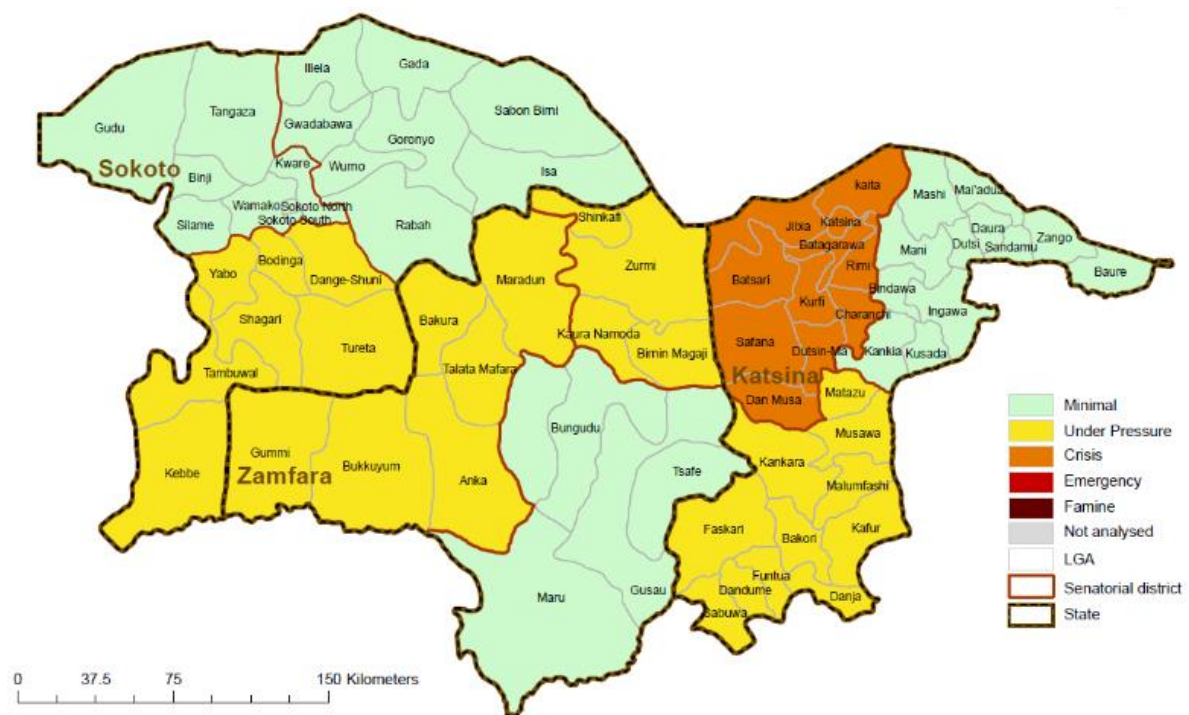 Illela
Gada
Sabon Birni
Tangaza
Gudu
Gwadabawa
Goronyo
Sokoto
Kware
Wurno
Isa
Binji
Wamako
Sokoto North
Sokoto South
Silame
Rabah
Shinkafi
Yabo
Bodinga
Dange-Shuni
Maradun
Zurmi
Shagari
Bakura
Tureta
Kaura Namoda
Birnin Magaji
Tambuwal
Talata Mafara
Kebbe
Gummi
Zamfara
Bukkuyum
Anka
Bungudu
Tsafe
Maru
Gusau
kaita
Mashi
Mai'adua
Jibia
Katsina
Batagarawa
Daura
Dutsi
Sandamu
Zango
Mani
Rimi
Baure
Batsari
Bindawa
Kurfi
Charanchi
Ingawa
Safana
Dutsin-Ma
Kankia
Kusada
Katsina
Dan Musa
Matazu
Musawa
Kankara
Malumfashi
Faskari
Bakori
Kafur
Funtua
Dandume
Danja
Sabuwa
Minimal
Under Pressure
Crisis
Emergency
Famine
Not analysed
LGA
Senatorial district
State
0 37.5 75 150 Kilometers